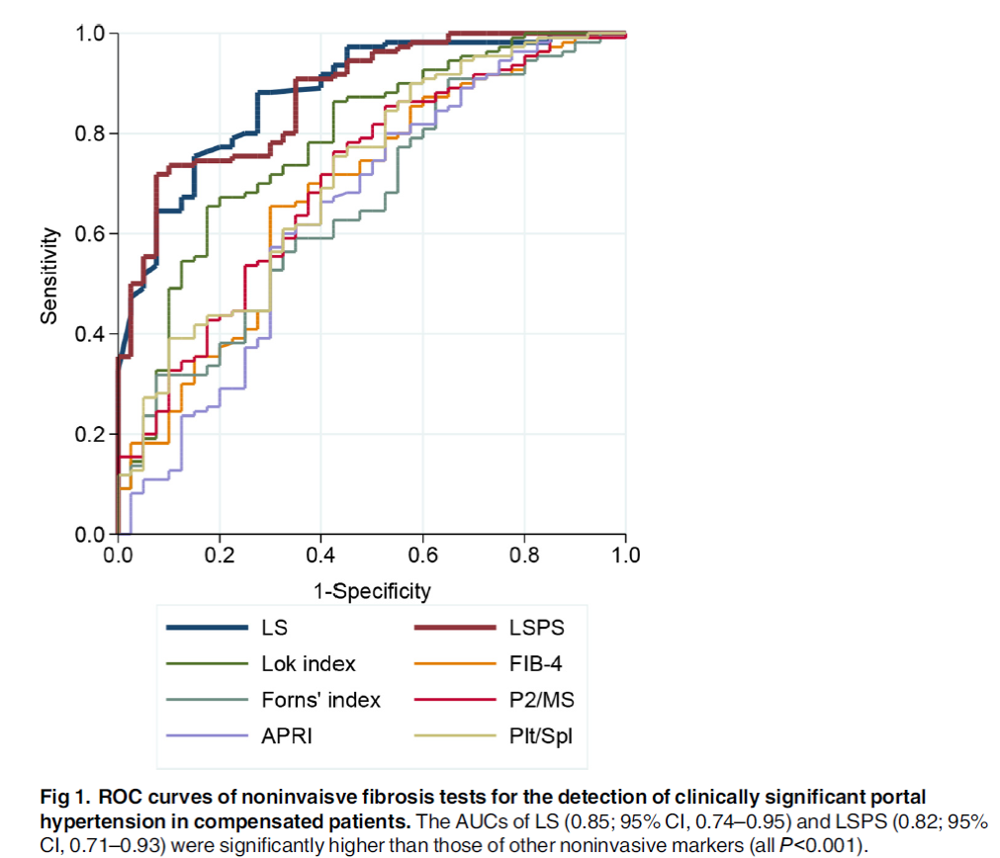 1.0
0.8
0.6
0.4
0.2
0.0
Sensitivity
0.0 0.2 0.4 0.6 0.8 1.0
1-Specificity
LS LSPS
Lok index FIB-4
Forns' index P2/MS
APRI Plt/Spl
Fig 1. ROC curves of noninvaisve fibrosis tests for the detection of clinically significant portal
hypertension in compensated patients. The AUCs of LS (0.85; 95% CI, 0.74–0.95) and LSPS (0.82; 95%
CI, 0.71–0.93) were significantly higher than those of other noninvasive markers (all P<0.001).